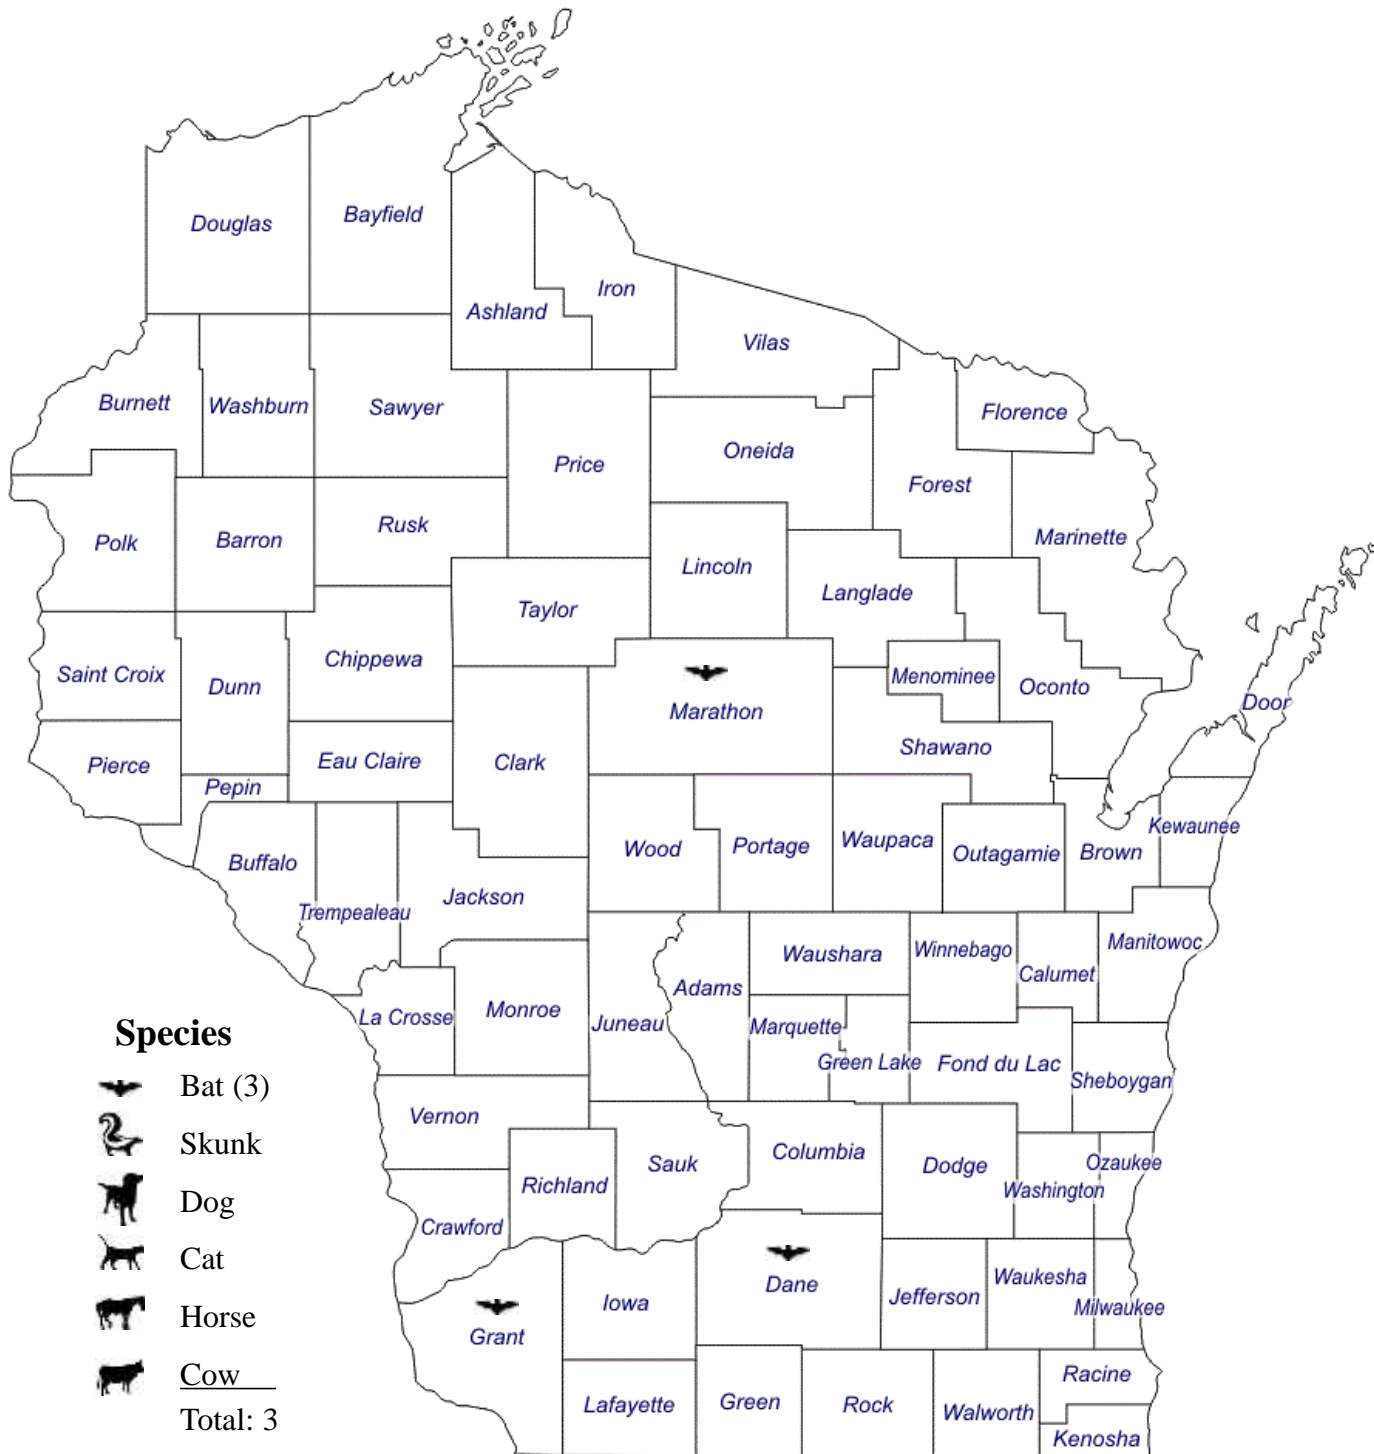 Douglas
Bayfield
Ashland
Iron
Vilas
Burnett
Washburn
Sawyer
Price
Oneida
Florence
Forest
Marinette
Polk
Barron
Rusk
Lincoln
Langlade
Taylor
Chippewa
Saint Croix
Dunn
Menominee
Oconto
Door
Marathon
Shawano
Pierce
Eau Claire
Clark
Pepin
Kewaunee
Wood
Portage
Waupaca
Outagamie
Brown
Buffalo
Trempealeau
Jackson
Waushara
Winnebago
Manitowoc
Calumet
Adams
La Crosse
Monroe
Juneau
Marquette
Green Lake
Fond du Lac
Sheboygan
Vernon
Richland
Sauk
Columbia
Dodge
Ozaukee
Washington
Crawford
Iowa
Dane
Jefferson
Waukesha
Milwaukee
Grant
Lafayette
Green
Rock
Walworth
Racine
Kenosha
Species
Bat (3)
Skunk
Dog
Cat
Horse
Cow
Total: 3